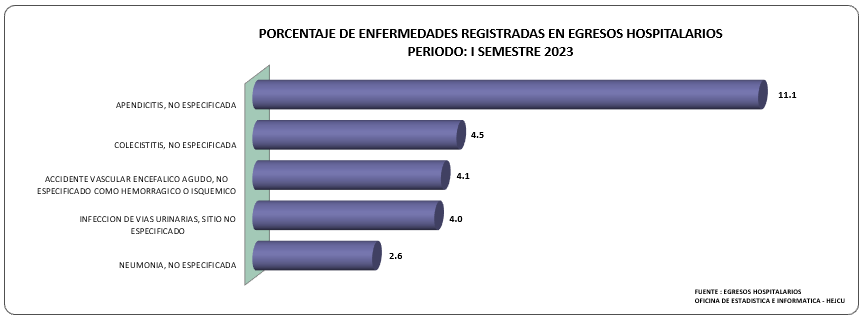 PORCENTAJE DE ENFERMEDADES REGISTRADAS EN EGRESOS HOSPITALARIOS
PERIODO: I SEMESTRE 2023
APENDICITIS, NO ESPECIFICADA
11.1
COLECISTITIS, NO ESPECIFICADA
4.5
ACCIDENTE VASCULAR ENCEFALICO AGUDO, NO
ESPECIFICADO COMO HEMORRAGICO O ISQUEMICO
4.1
INFECCION DE VIAS URINARIAS, SITIO NO
ESPECIFICADO
4.0
NEUMONIA, NO ESPECIFICADA
2.6
FUENTE : EGRESOS HOSPITALARIOS
OFICINA DE ESTADISTICA E INFORMATICA - HEJCU